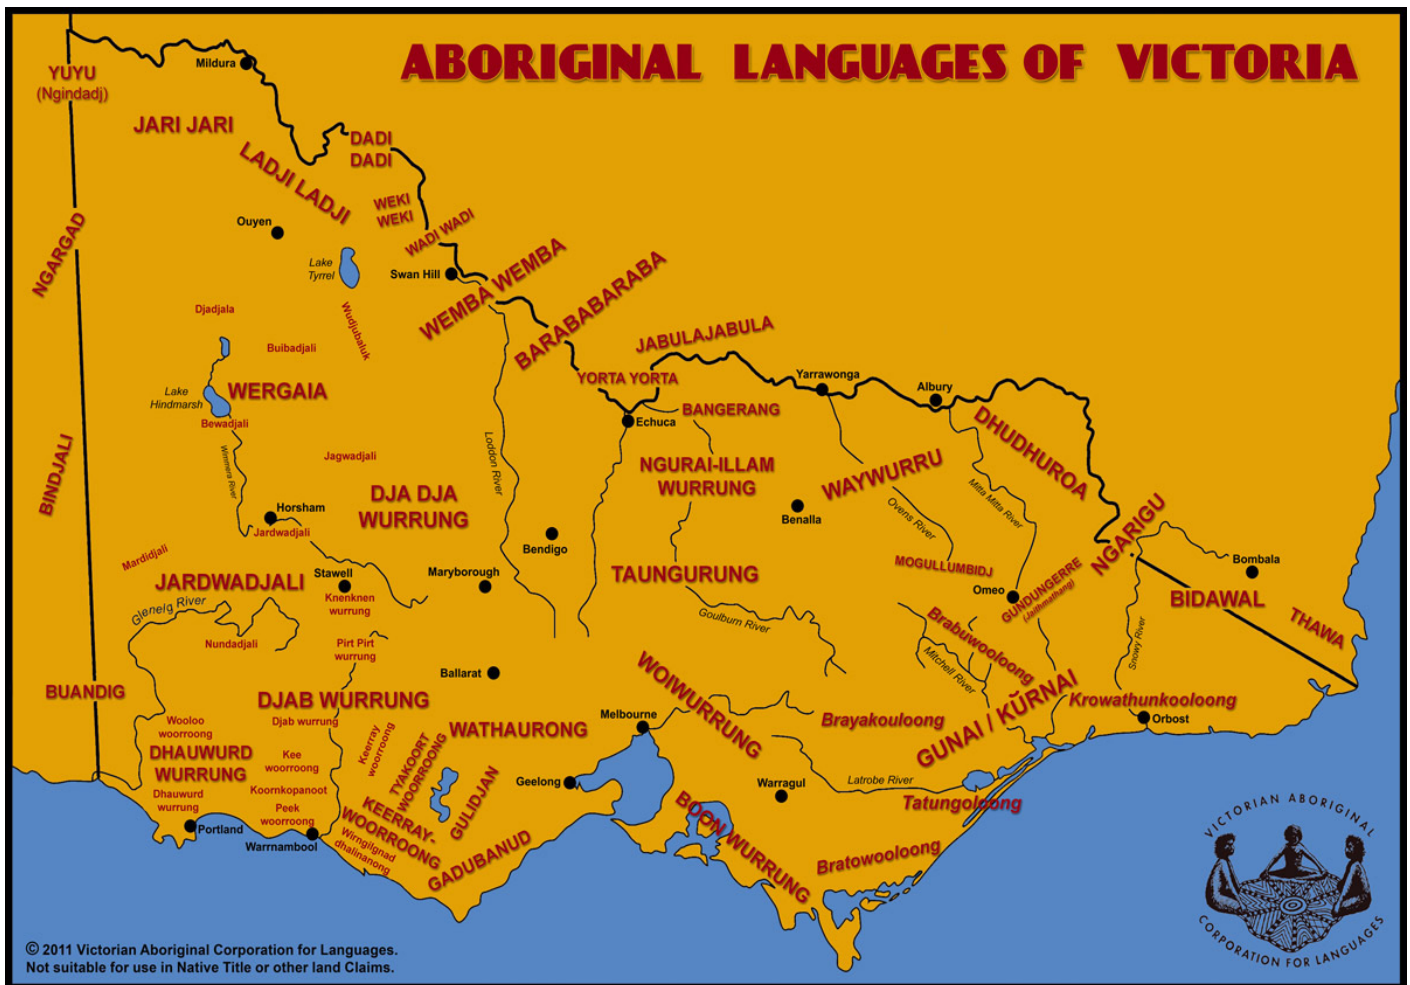 ABORIGINAL LANGUAGES OF VICTORIA
YUYU
(Ngindadj)
Mildura
JARI JARI
DADI
DADI
LADJI LADJI
WEKI
WEKI
WADI WADI
Ouyen
NGARGAD
Lake
Tyrrel
Swan Hill
WEMBA WEMBA
BARABABARABA
JABULAJABULA
Djadjala
Wudjubaluk
Buibadjali
YORTA YORTA
Yarrawonga
Albury
WERGAIA
Lake
Hindmarsh
BANGERANG
Echuca
DHUDHUROA
Bewadjali
Wimmera River
Loddon River
Jagwadjali
BINDJALI
NGURAI-ILLAM
WURRUNG
WAYWURRU
DJA DJA
WURRUNG
Mitta Mitta River
Ovens River
Horsham
Jardwadjali
Benalla
Bendigo
NGARIGU
Mardidjali
JARDWADJALI
Stawell
Maryborough
TAUNGURUNG
MOGULLUMBIDJ
Bombala
Omeo
GUNDUNGERRE
(Jaithmathang)
BIDAWAL
THAWA
Knenknen
wurrung
Glenelg River
Goulburn River
Brabuwooloong
Snowy River
Nundadjali
Pirt Pirt
wurrung
Mitchell River
Ballarat
BUANDIG
DJAB WURRUNG
WOIWURRUNG
Krowathunkooloong
GUNAI / KŬRNAI
Wooloo
woorroong
Djab wurrung
Keerray
woorroong
WATHAURONG
Melbourne
Brayakouloong
Orbost
DHAUWURD
WURRUNG
Kee
woorroong
TYAKOORT
WOORROONG
Geelong
Warragul
Latrobe River
Dhauwurd
wurrung
Koornkopanoot
GULIDJAN
Tatungoloong
Peek
woorroong
KEERRAY-
WOORROONG
BOON WURRUNG
Portland
Warrnambool
Wirngilgnad
dhalinanong
GADUBANUD
Bratowooloong
VICTORIAN ABORIGINAL
CORPORATION FOR LANGUAGES
© 2011 Victorian Aboriginal Corporation for Languages.
Not suitable for use in Native Title or other land Claims.